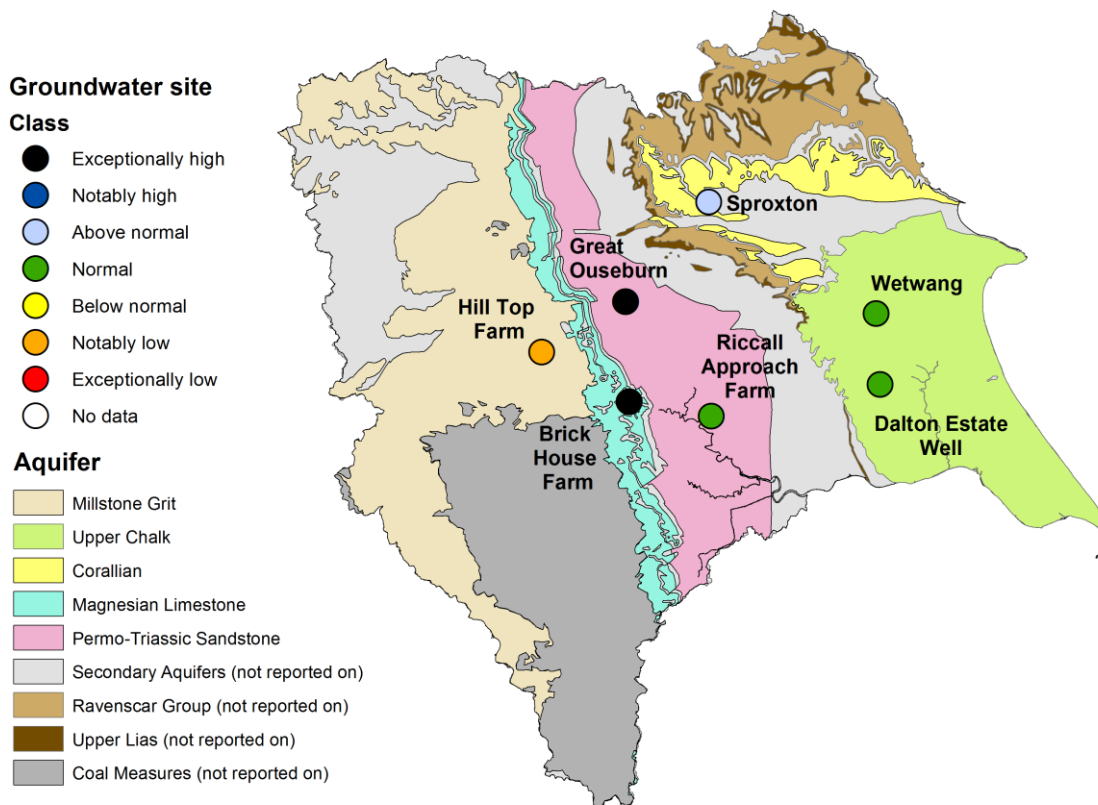 Groundwater site
Class
Exceptionally high
Notably high
Above normal
Normal
Below normal
Notably low
Exceptionally low
No data
Aquifer
Millstone Grit
Upper Chalk
Corallian
Magnesian Limestone
Permo-Triassic Sandstone
Secondary Aquifers (not reported on)
Ravenscar Group (not reported on)
Upper Lias (not reported on)
Coal Measures (not reported on)
Sproxton
Great
Ouseburn
Wetwang
Hill Top
Farm
Riccall
Approach
Farm
Brick
House
Farm
Dalton Estate
Well